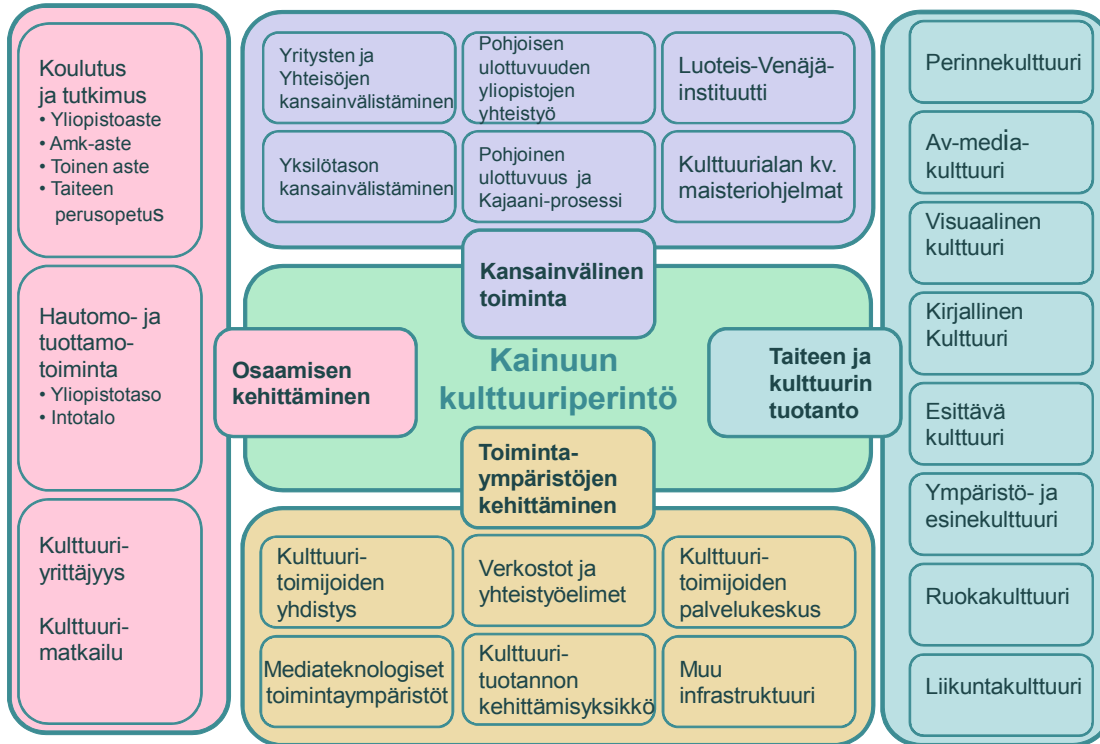 Koulutus
ja tutkimus
• Yliopistoaste
• Amk-aste
• Toinen aste
• Taiteen
perusopetus
Hautomo- ja
tuottamo-
toiminta
• Yliopistotaso
• Intotalo
Kulttuuri-
yrittäjyys
Kulttuuri-
matkailu
Yritysten ja
Yhteisöjen
kansainvälistäminen
Pohjoisen
ulottuvuuden
yliopistojen
yhteistyö
Luoteis-Venäjä-
instituutti
Yksilötason
kansainvälistäminen
Pohjoinen
ulottuvuus ja
Kajaani-prosessi
Kulttuurialan kv.
maisteriohjelmat
Kansainvälinen
toiminta
Osaamisen
kehittäminen
Kainuun
kulttuuriperintö
Taiteen ja
kulttuurin
tuotanto
Toiminta-
ympäristöjen
kehittäminen
Kulttuuri-
toimijoiden
yhdistys
Verkostot ja
yhteistyöelimet
Kulttuuri-
toimijoiden
palvelukeskus
Mediateknologiset
toimintaympäristöt
Kulttuuri-
tuotannon
kehittämisyksikkö
Muu
infrastruktuuri
Perinnekulttuuri
Av-media-
kulttuuri
Visuaalinen
kulttuuri
Kirjallinen
Kulttuuri
Esittävä
kulttuuri
Ympäristö- ja
esinekulttuuri
Ruokakulttuuri
Liikuntakulttuuri